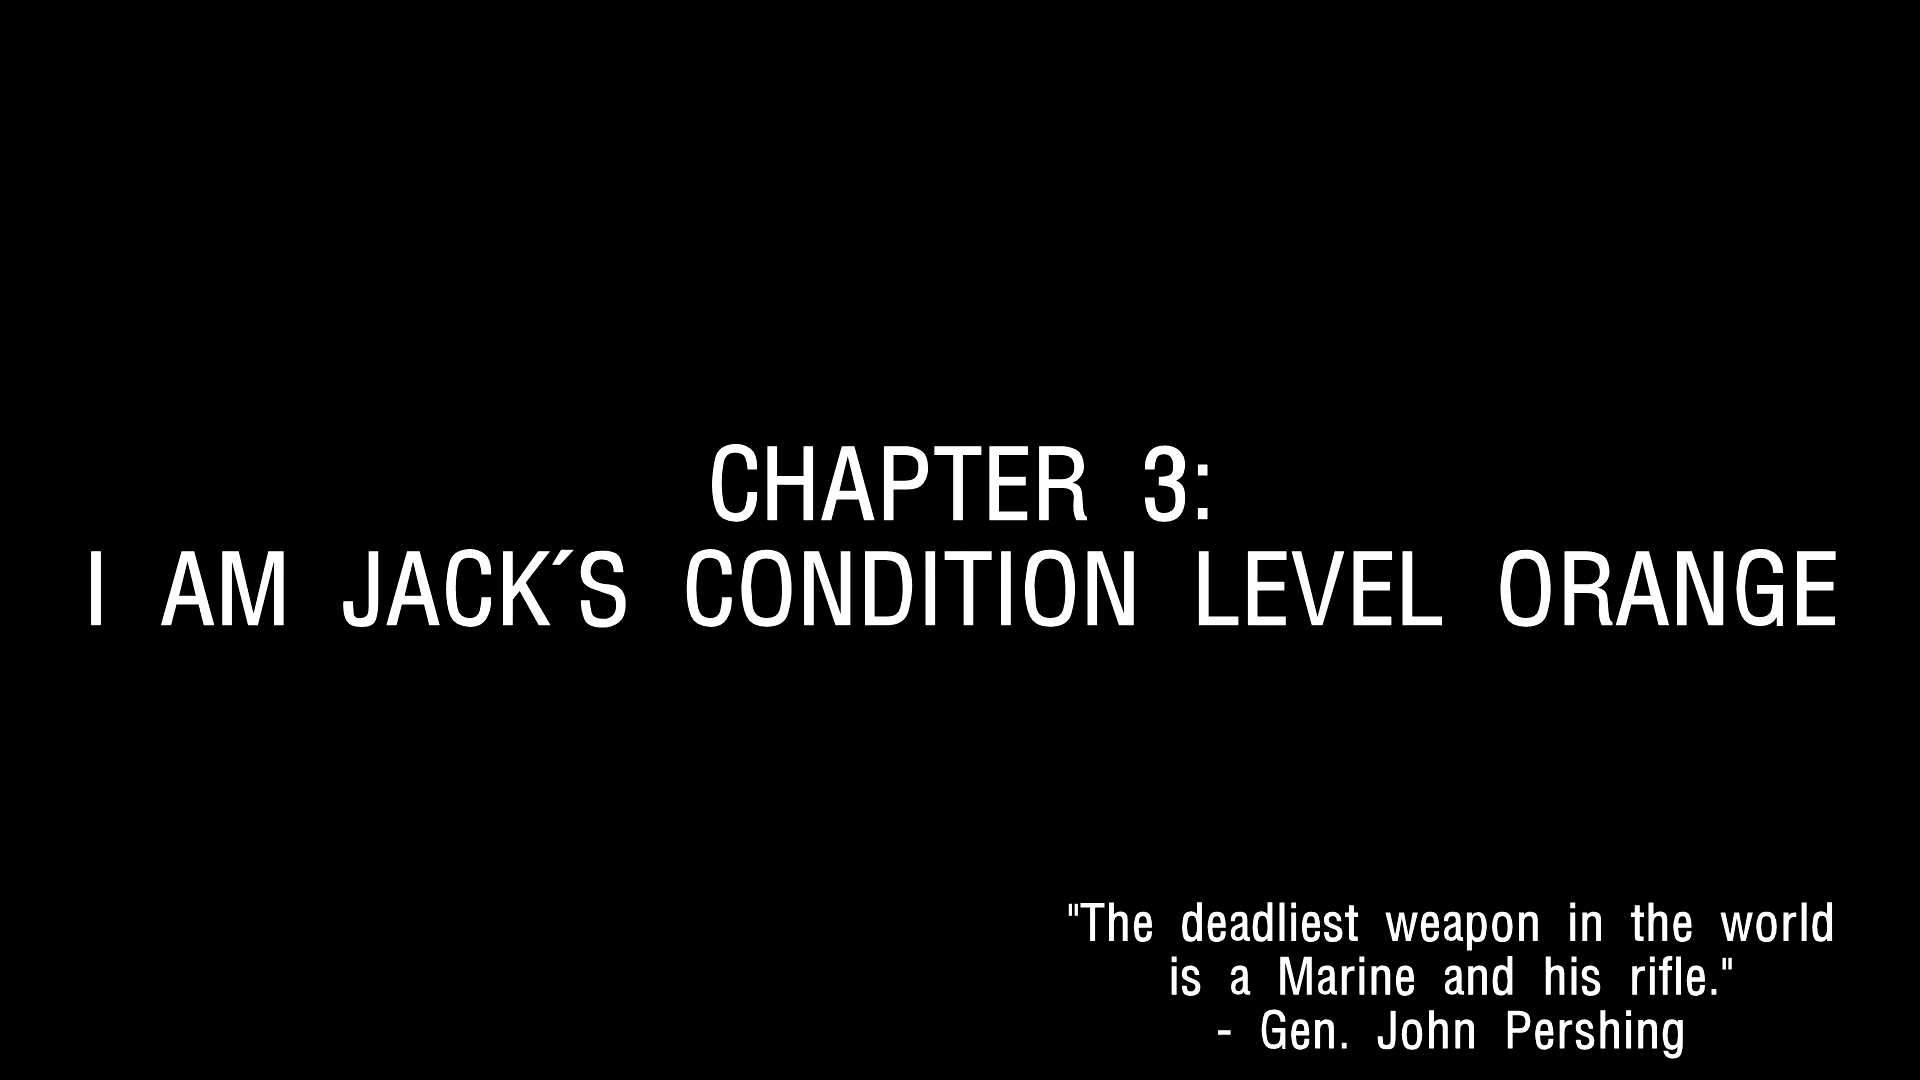 CHAPTER 3:
I AM JACK´S CONDITION LEVEL ORANGE
"The deadliest weapon in the world
is a Marine and his rifle."
- Gen. John Pershing